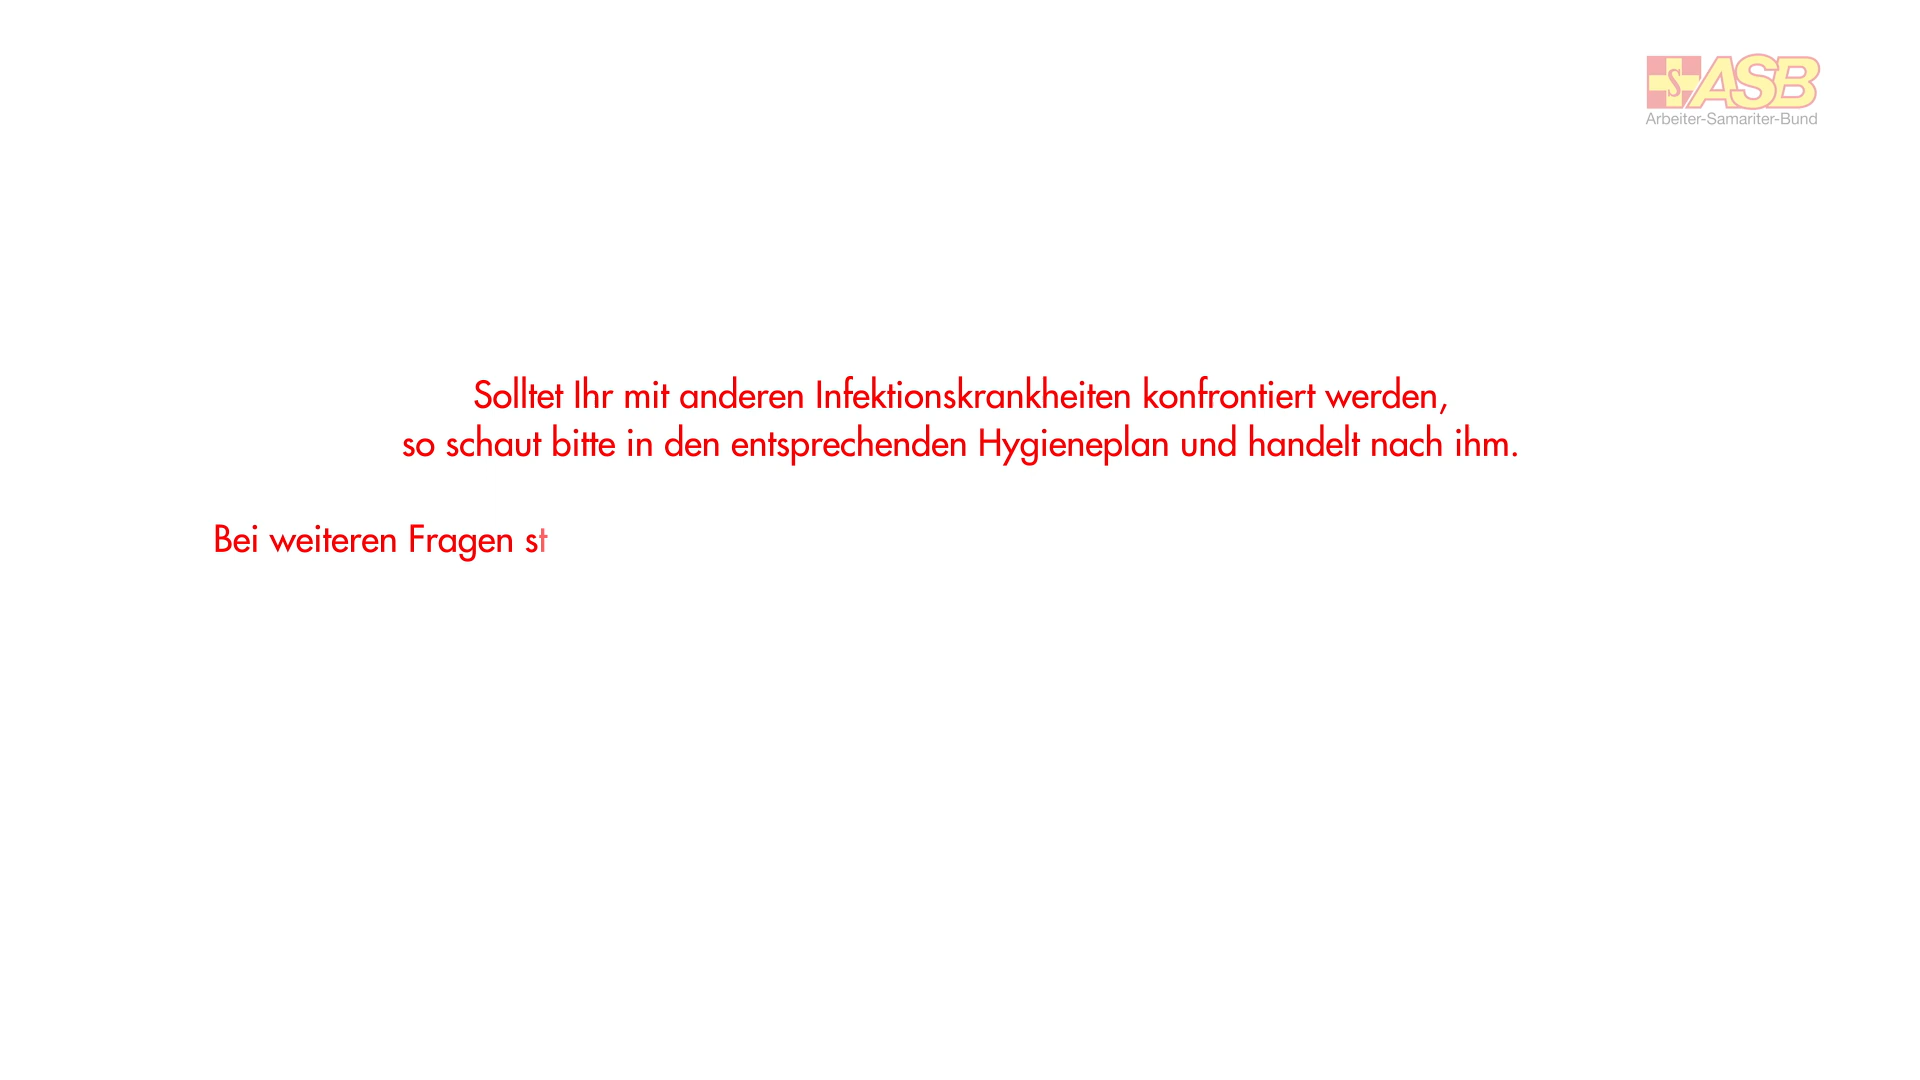 ASB
Arbeiter-Samariter-Bund
Solltet Ihr mit anderen Infektionskrankheiten konfrontiert werden,
so schaut bitte in den entsprechenden Hygieneplan und handelt nach ihm.
Bei weiteren Fragen st